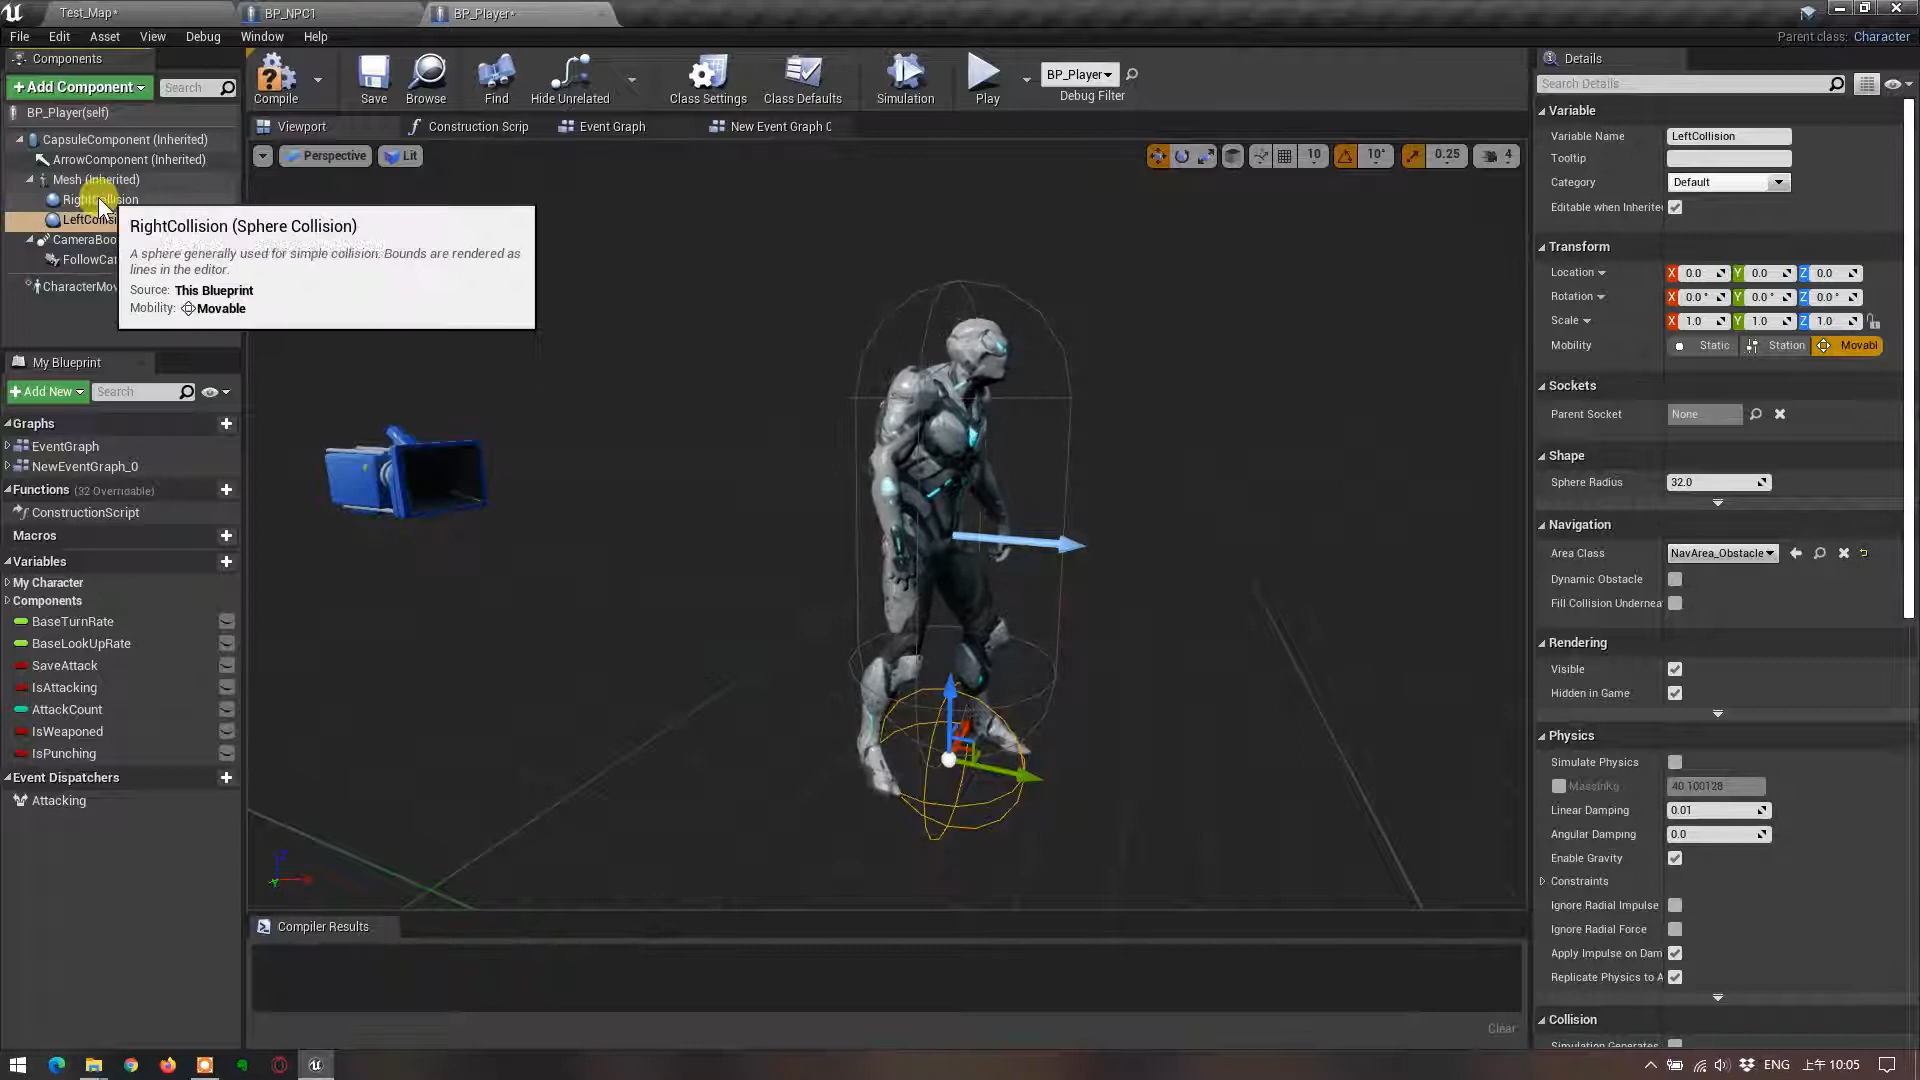 Test_Map*
BP_NPC1
BP_Player*
File Edit Asset View Debug Window Help
Parent class: Character
Components
+Add Component
Search
BP_Player(self)
CapsuleComponent (Inherited)
ArrowComponent (Inherited)
Mesh (Inherited)
RightCollision
LeftCollisi
CameraBoo
FollowCa
CharacterMov
RightCollision (Sphere Collision)
A sphere generally used for simple collision. Bounds are rendered as
lines in the editor.
Source: This Blueprint
Mobility: Movable
Compile
Save
Browse
Find
Hide Unrelated
Class Settings
Class Defaults
Simulation
Play
BP_Player
Debug Filter
Viewport
Construction Scrip
Event Graph
New Event Graph 0
Perspective
Lit
10
10°
0.25
4
My Blueprint
+Add New
Search
Graphs
EventGraph
NewEventGraph_0
Functions (32 Overridable)
ConstructionScript
Macros
Variables
My Character
Components
BaseTurnRate
BaseLookUpRate
SaveAttack
IsAttacking
AttackCount
IsWeaponed
IsPunching
Event Dispatchers
Attacking
Compiler Results
Clear
Details
Search Details
Variable
Variable Name LeftCollision
Tooltip
Category Default
Editable when Inherited
Transform
Location X 0.0 Y 0.0 Z 0.0
Rotation X 0.0° Y 0.0° Z 0.0°
Scale X 1.0 Y 1.0 Z 1.0
Mobility Static Station Movabl
Sockets
Parent Socket None
Shape
Sphere Radius 32.0
Navigation
Area Class NavArea_Obstacle
Dynamic Obstacle
Fill Collision Undernea
Rendering
Visible
Hidden in Game
Physics
Simulate Physics
MassInKg 40.100128
Linear Damping 0.01
Angular Damping 0.0
Enable Gravity
Constraints
Ignore Radial Impulse
Ignore Radial Force
Apply Impulse on Dam
Replicate Physics to A
Collision
Simulation Generates
ENG 上午 10:05